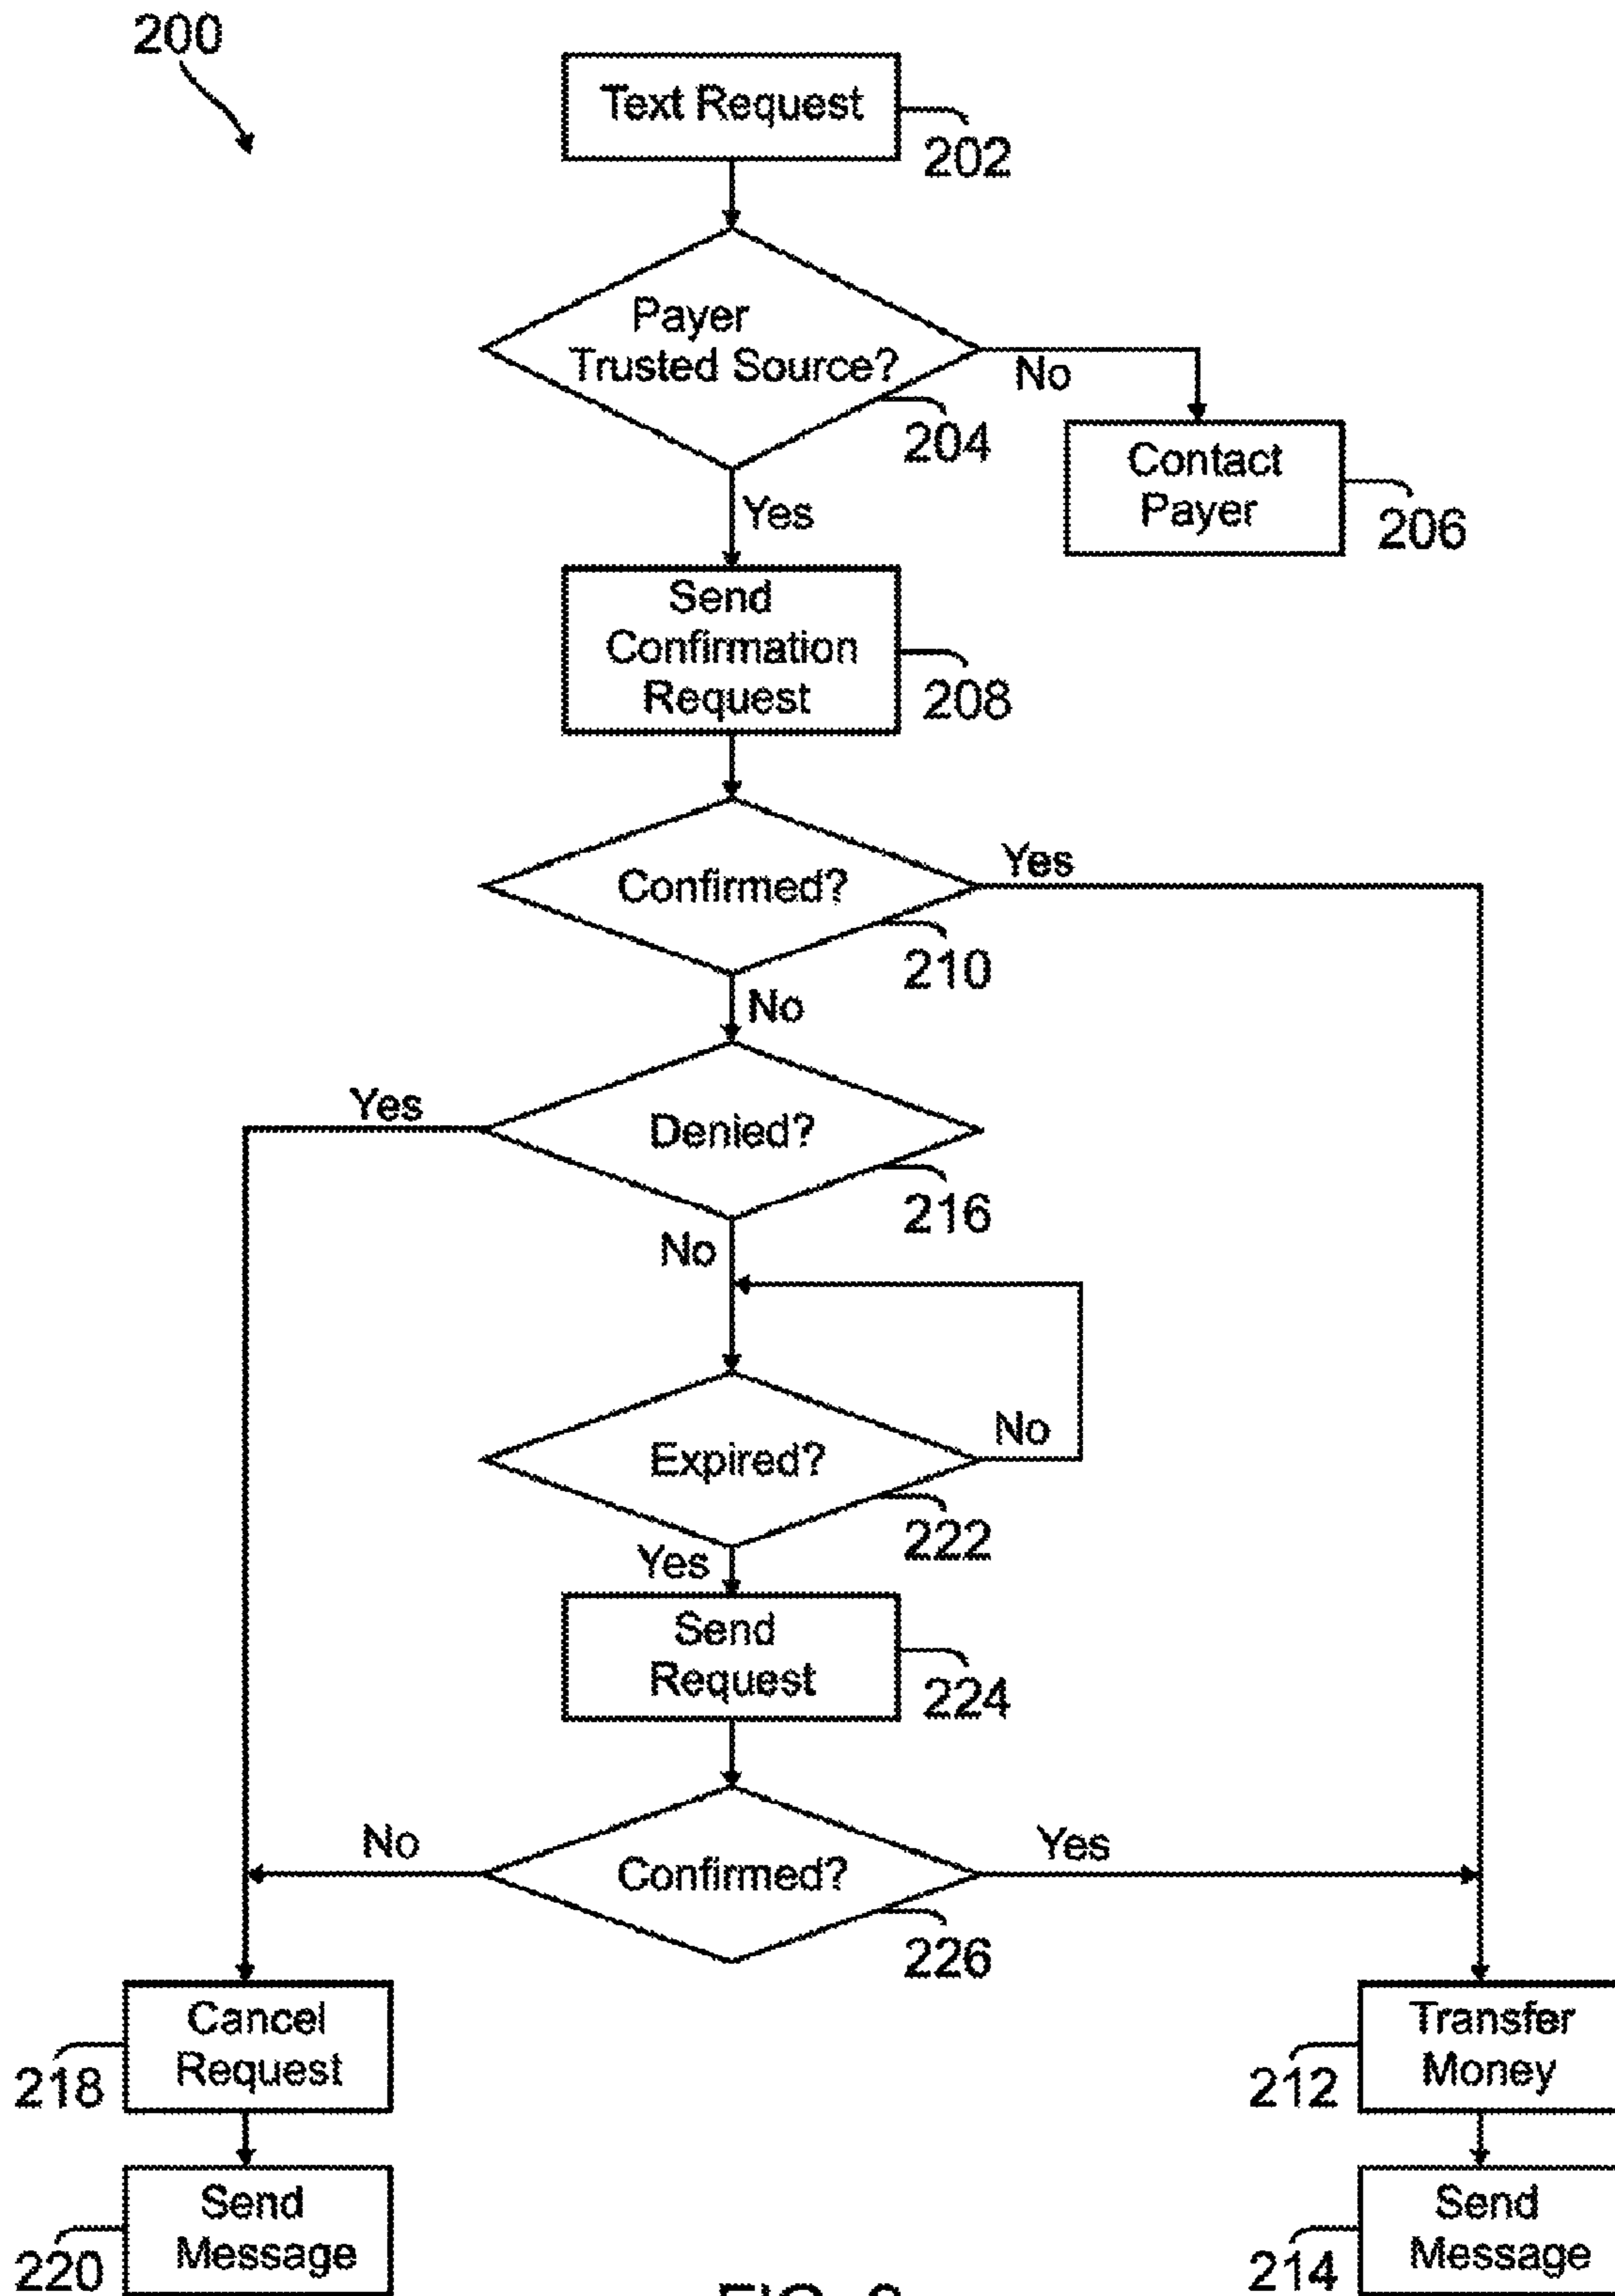 200
Text Request
202
Payer
Trusted Source?
204
No
Contact
Payer
206
Yes
Send
Confirmation
Request
208
Confirmed?
Yes
210
No
Denied?
Yes
216
No
Expired?
No
222
Yes
Send
Request
224
Confirmed?
No
Yes
226
Cancel
Request
218
Transfer
Money
212
Send
Message
220
Send
Message
214